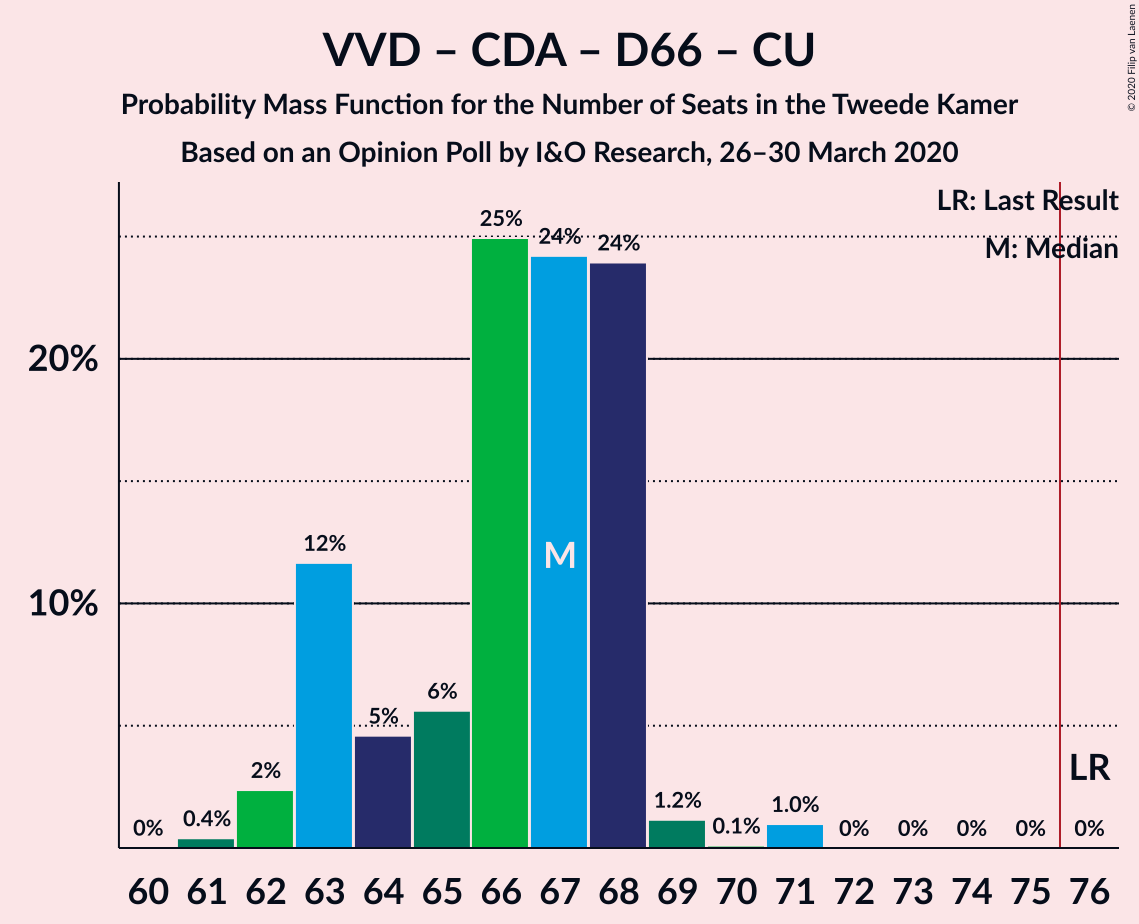 VVD – CDA – D66 – CU
Probability Mass Function for the Number of Seats in the Tweede Kamer
Based on an Opinion Poll by I&O Research, 26–30 March 2020
© 2020 Filip van Laenen
LR: Last Result
M: Median
25%
24%
24%
20%
12%
M
10%
6%
5%
2%
LR
0%
0.4%
1.2%
0.1%
1.0%
0%
0%
0%
0%
0%
60 61 62 63 64 65 66 67 68 69 70 71 72 73 74 75 76